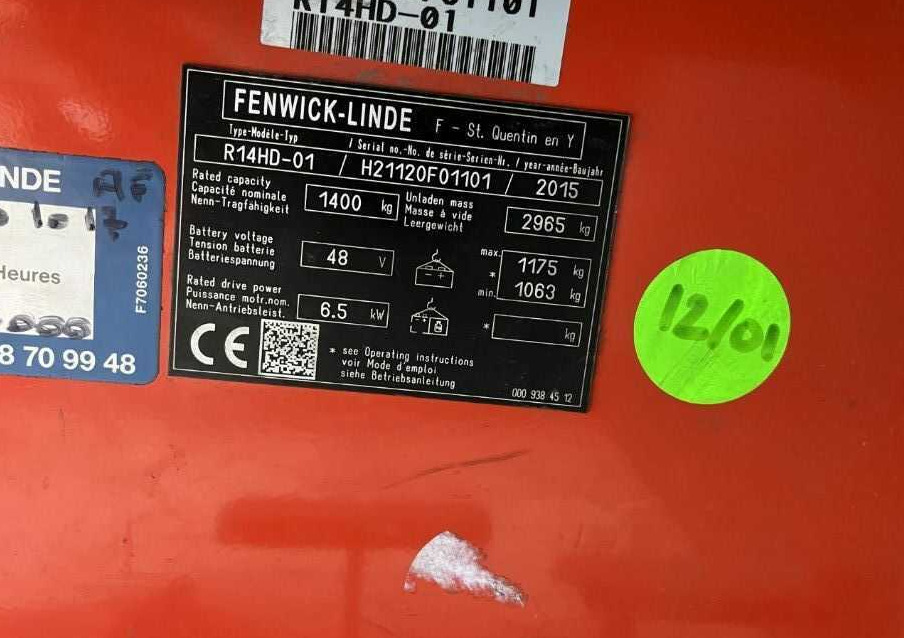 R14HD-01
FENWICK-LINDE F - St. Quentin en Y
Type-Modèle-Typ / Serial no.-No. de série-Serien-Nr. / year-année-Baujahr
R14HD-01 / H21120F01101 / 2015
Rated capacity
Capacité nominale
Nenn-Tragfähigkeit
1400 kg
Unladen mass
Masse à vide
Leergewicht
2965 kg
Battery voltage
Tension batterie
Batteriespannung
48 V
max. 1175 kg
*
min. 1063 kg
Rated drive power
Puissance motr.nom.
Nenn-Antriebsleist.
6.5 kW
* kg
CE
* see Operating instructions
voir Mode d'emploi
siehe Betriebsanleitung
000 938 45 12
NDE
Heures
F7060236
8 70 99 48
12/01